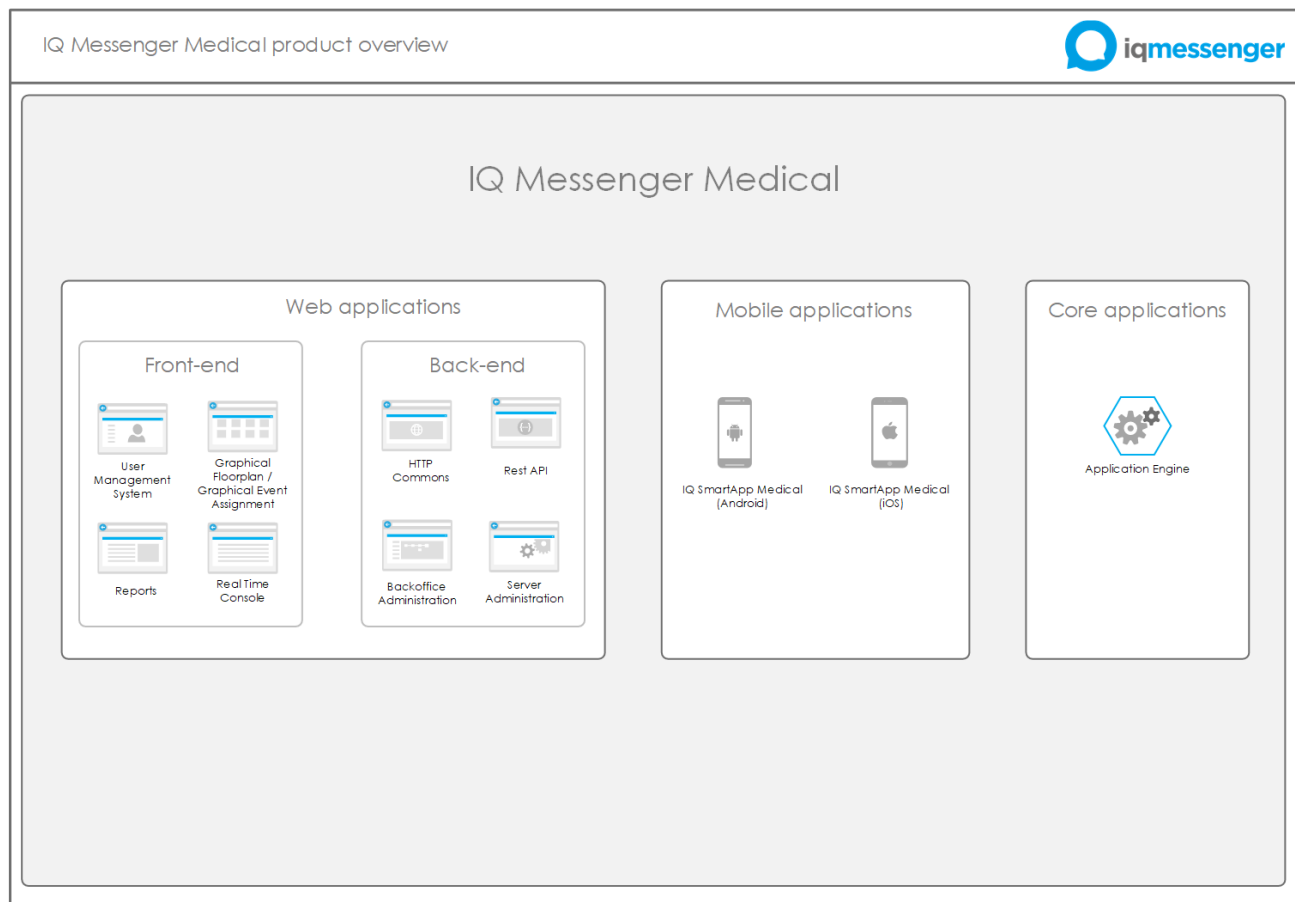 IQ Messenger Medical product overview
iqmessenger
IQ Messenger Medical
Web applications
Front-end
User
Management
System
Graphical
Floorplan /
Graphical Event
Assignment
Reports
Real Time
Console
Back-end
HTTP
Commons
Rest API
Backoffice
Administration
Server
Administration
Mobile applications
IQ SmartApp Medical
(Android)
IQ SmartApp Medical
(iOS)
Core applications
Application Engine